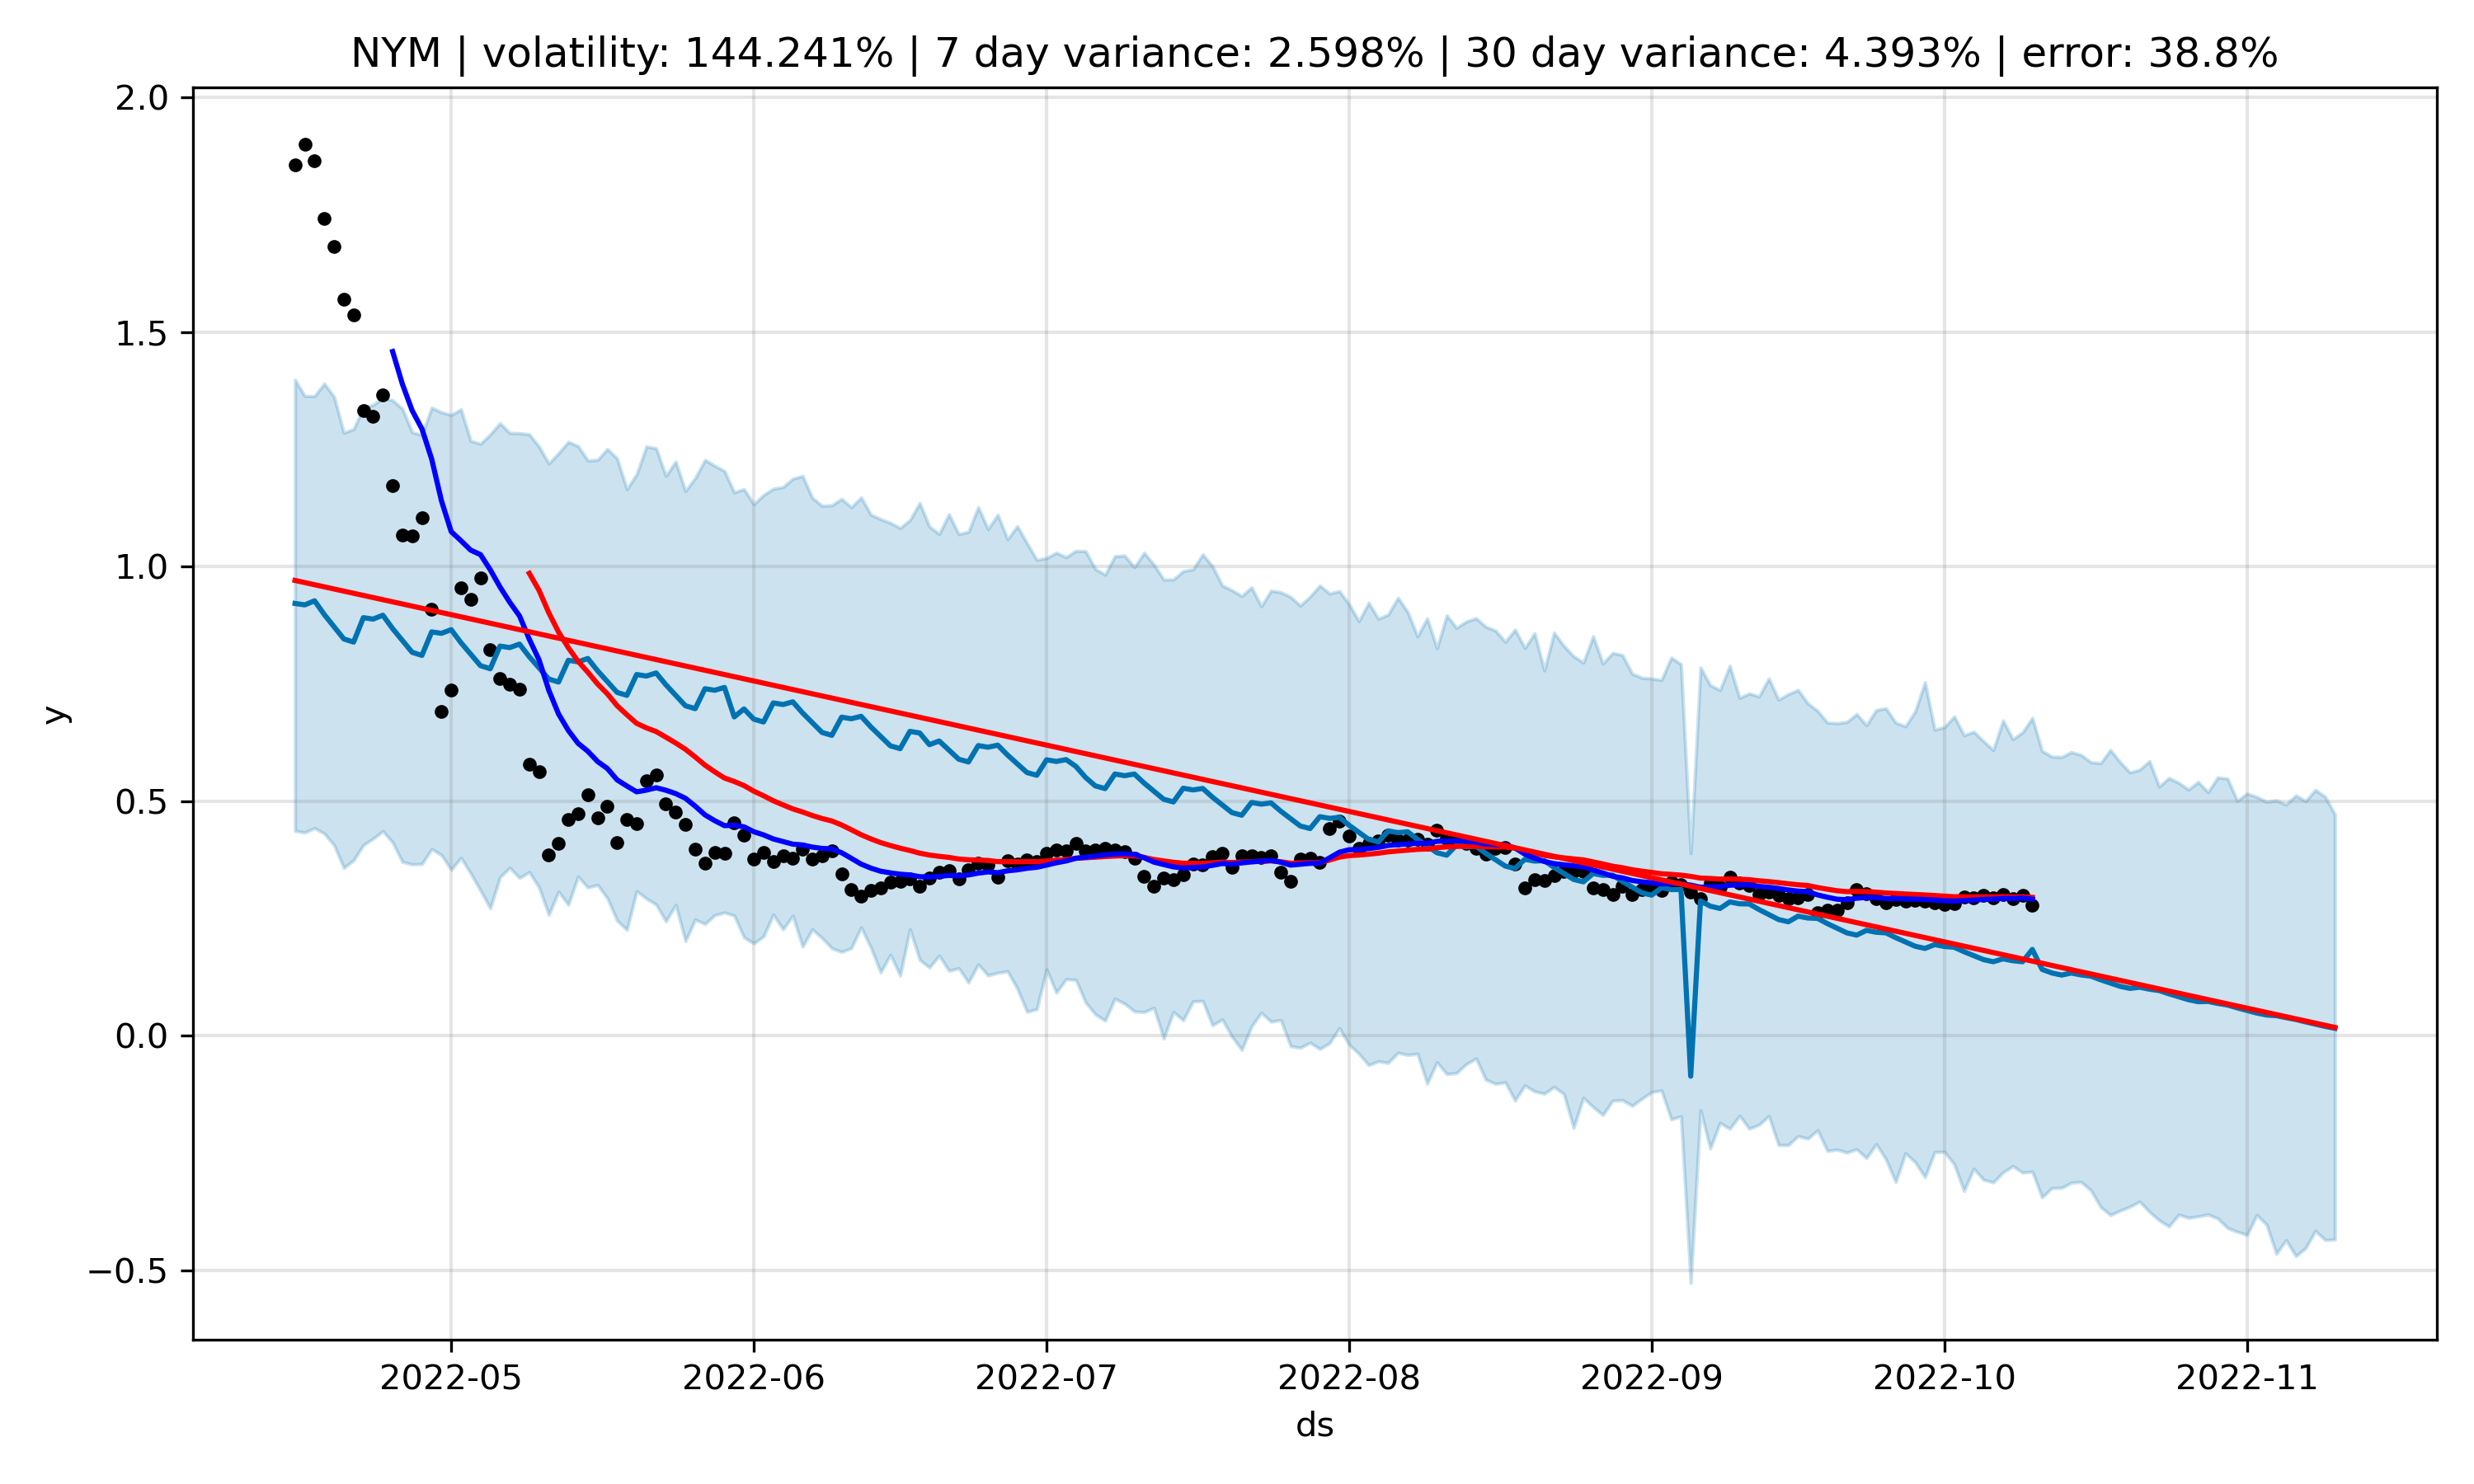 NYM | volatility: 144.241% | 7 day variance: 2.598% | 30 day variance: 4.393% | error: 38.8%
2.0
1.5
1.0
0.5
0.0
−0.5
y
2022-05 2022-06 2022-07 2022-08 2022-09 2022-10 2022-11
ds